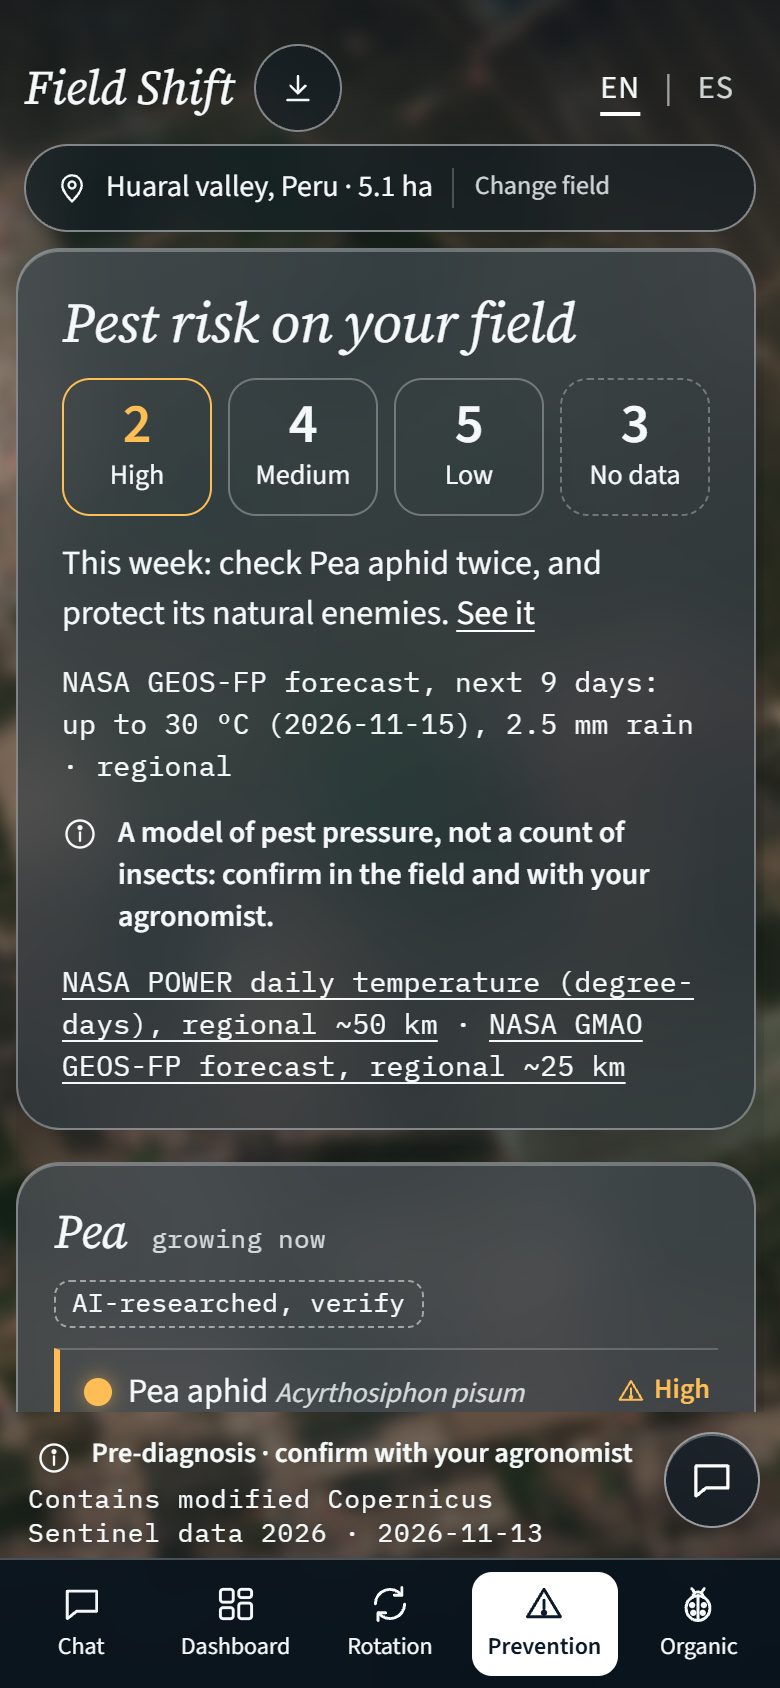 Field Shift
EN | ES
Huaral valley, Peru · 5.1 ha | Change field
Pest risk on your field
2 4 5 3
High Medium Low No data
This week: check Pea aphid twice, and
protect its natural enemies. See it
NASA GEOS-FP forecast, next 9 days:
up to 30 ºC (2026-11-15), 2.5 mm rain
· regional
A model of pest pressure, not a count of
insects: confirm in the field and with your
agronomist.
NASA POWER daily temperature (degree-
days), regional ~50 km · NASA GMAO
GEOS-FP forecast, regional ~25 km
Pea growing now
AI-researched, verify
Pea aphid Acyrthosiphon pisum High
Pre-diagnosis · confirm with your agronomist
Contains modified Copernicus
Sentinel data 2026 · 2026-11-13
Chat Dashboard Rotation Prevention Organic